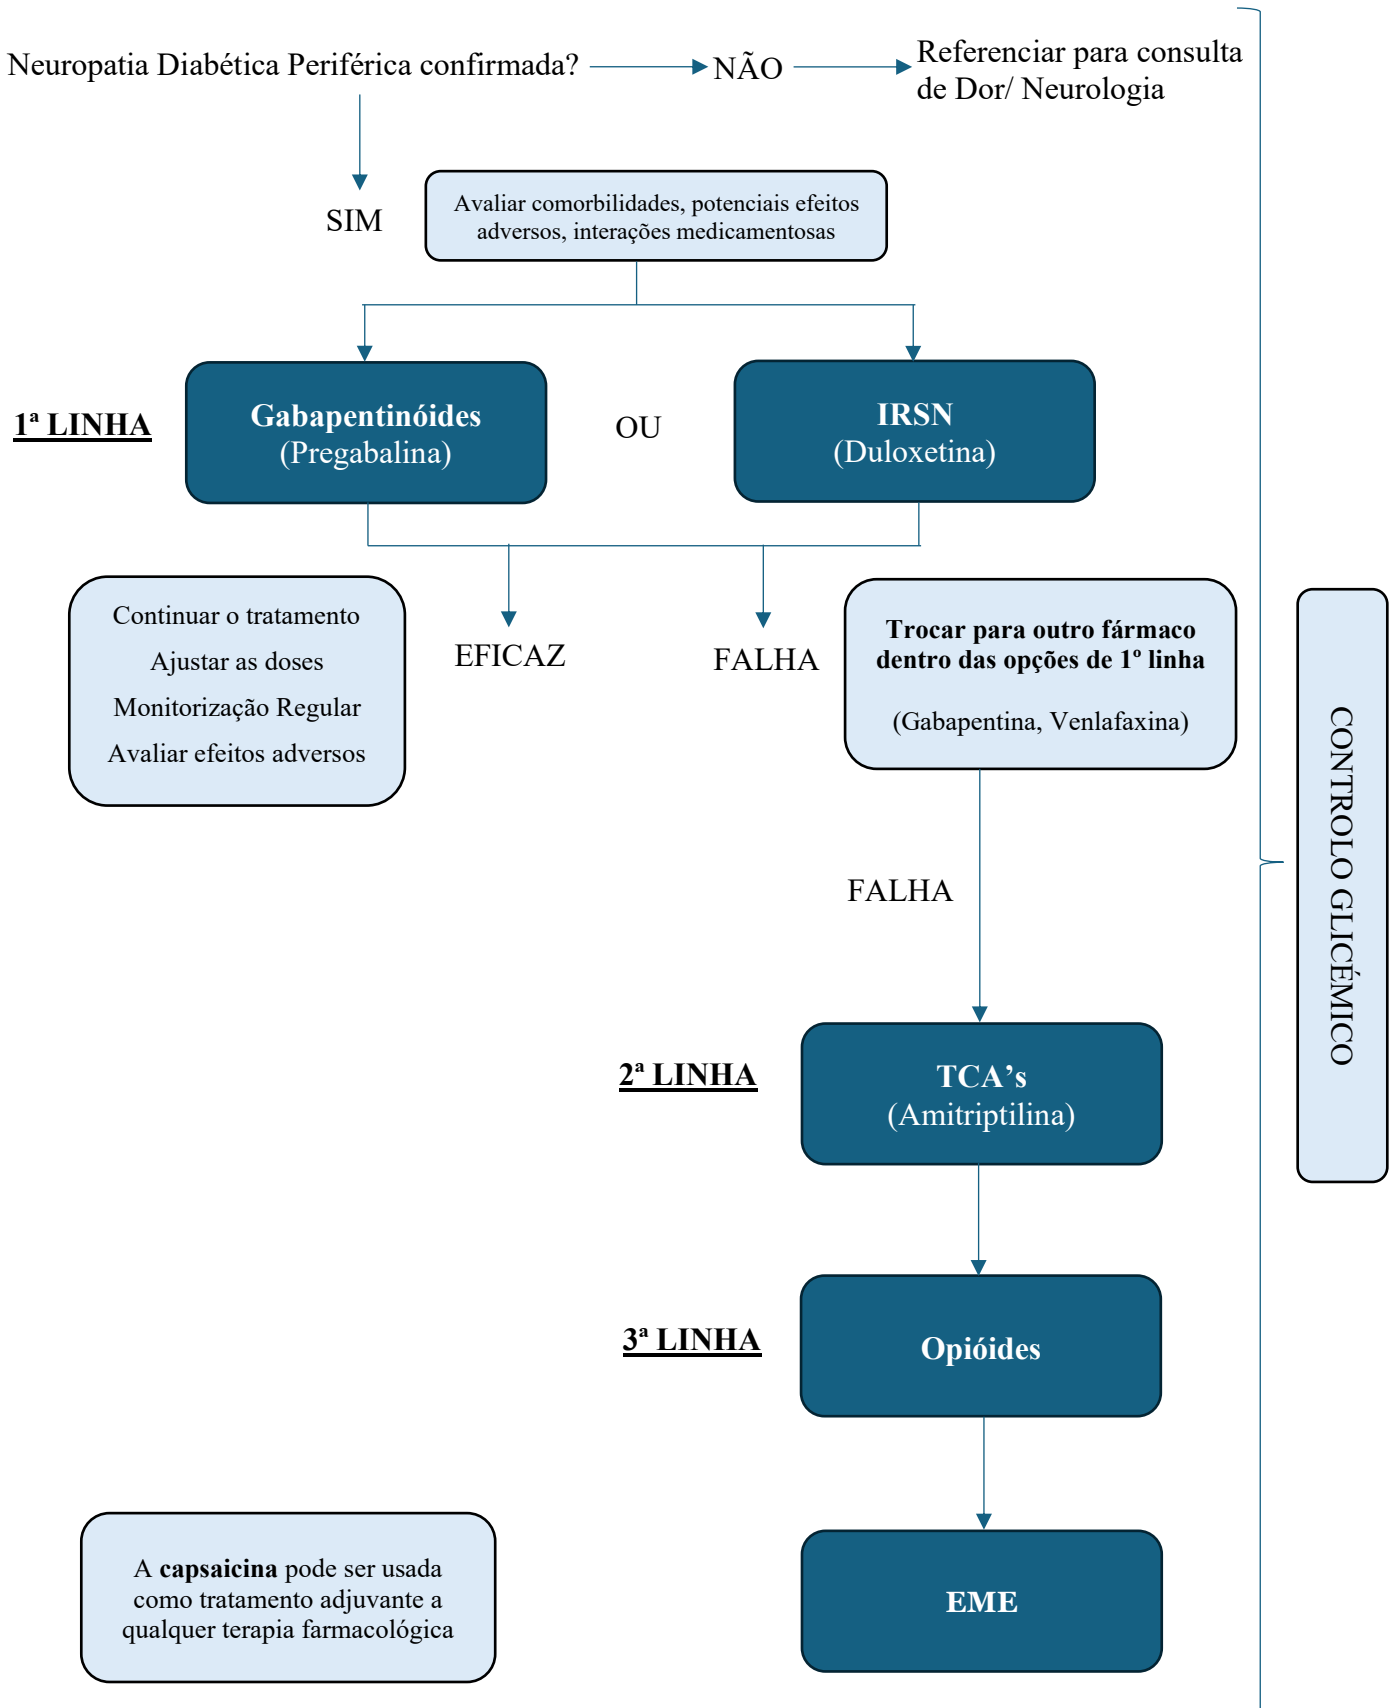 Neuropatia Diabética Periférica confirmada?
NÃO
Referenciar para consulta
de Dor/ Neurologia
SIM
Avaliar comorbilidades, potenciais efeitos
adversos, interações medicamentosas
1ª LINHA
Gabapentinóides
(Pregabalina)
OU
IRSN
(Duloxetina)
Continuar o tratamento
Ajustar as doses
Monitorização Regular
Avaliar efeitos adversos
EFICAZ
FALHA
Trocar para outro fármaco
dentro das opções de 1º linha
(Gabapentina, Venlafaxina)
CONTROLO GLICÉMICO
FALHA
2ª LINHA
TCA’s
(Amitriptilina)
3ª LINHA
Opióides
A capsaicina pode ser usada
como tratamento adjuvante a
qualquer terapia farmacológica
EME